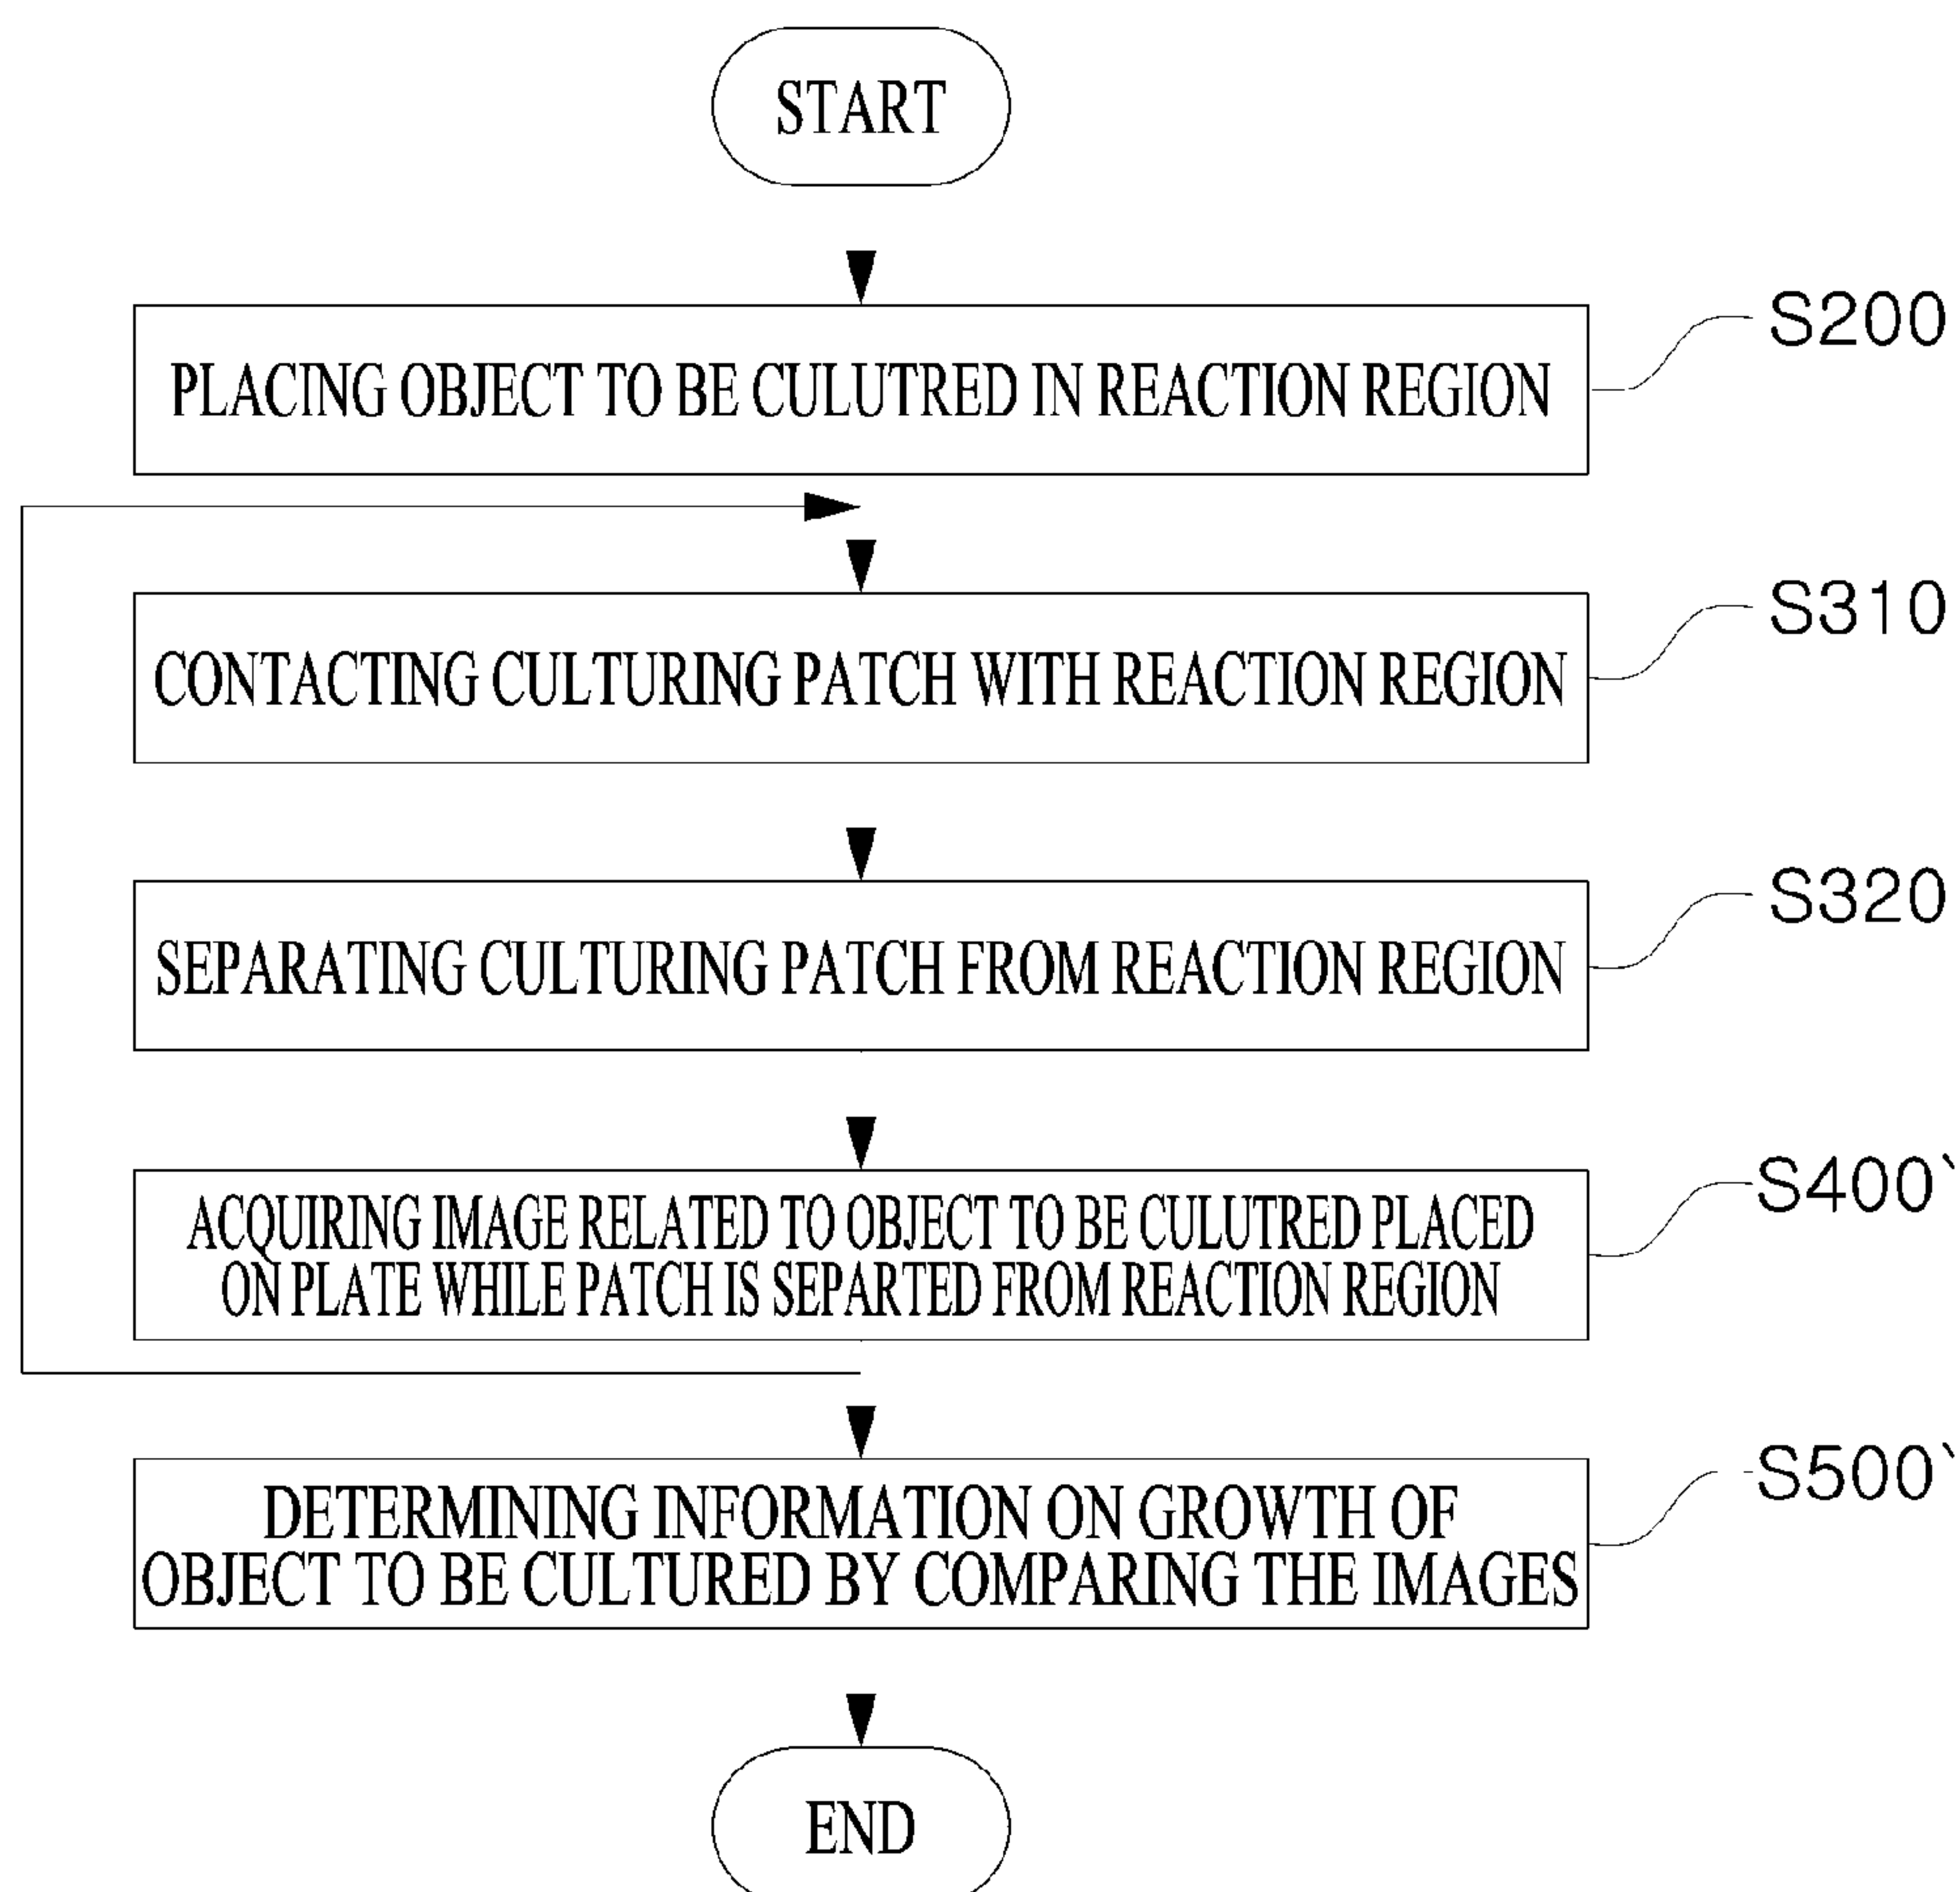 START
PLACING OBJECT TO BE CULUTRED IN REACTION REGION
S200
CONTACTING CULTURING PATCH WITH REACTION REGION
S310
SEPARATING CULTURING PATCH FROM REACTION REGION
S320
ACQUIRING IMAGE RELATED TO OBJECT TO BE CULUTRED PLACED
ON PLATE WHILE PATCH IS SEPARTED FROM REACTION REGION
S400`
DETERMINING INFORMATION ON GROWTH OF
OBJECT TO BE CULTURED BY COMPARING THE IMAGES
S500`
END